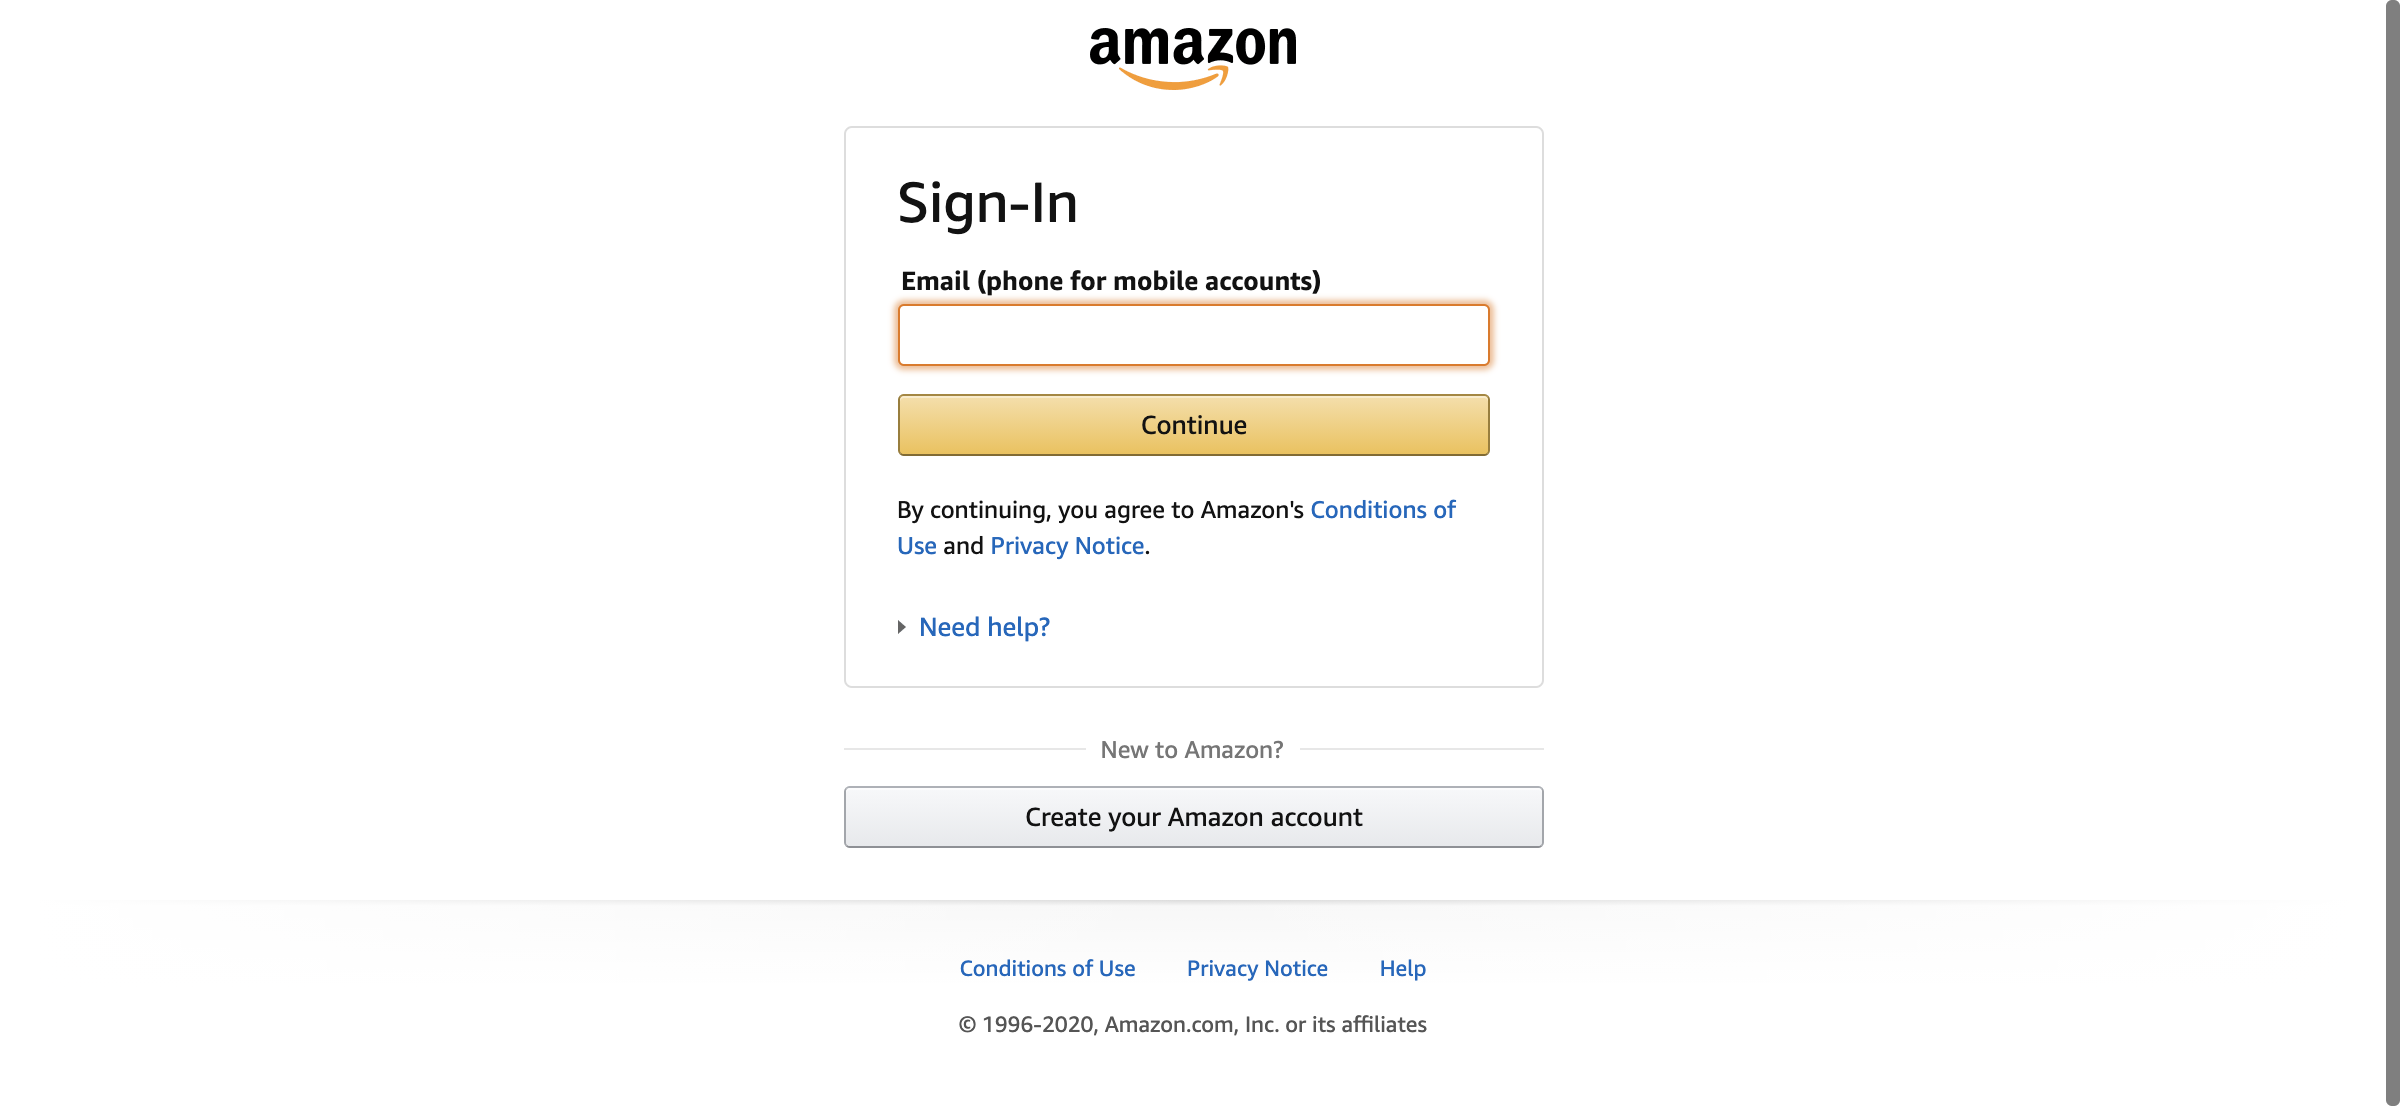 amazon
Sign-In
Email (phone for mobile accounts)
Continue
By continuing, you agree to Amazon's Conditions of
Use and Privacy Notice.
Need help?
New to Amazon?
Create your Amazon account
Conditions of Use Privacy Notice Help
© 1996-2020, Amazon.com, Inc. or its affiliates